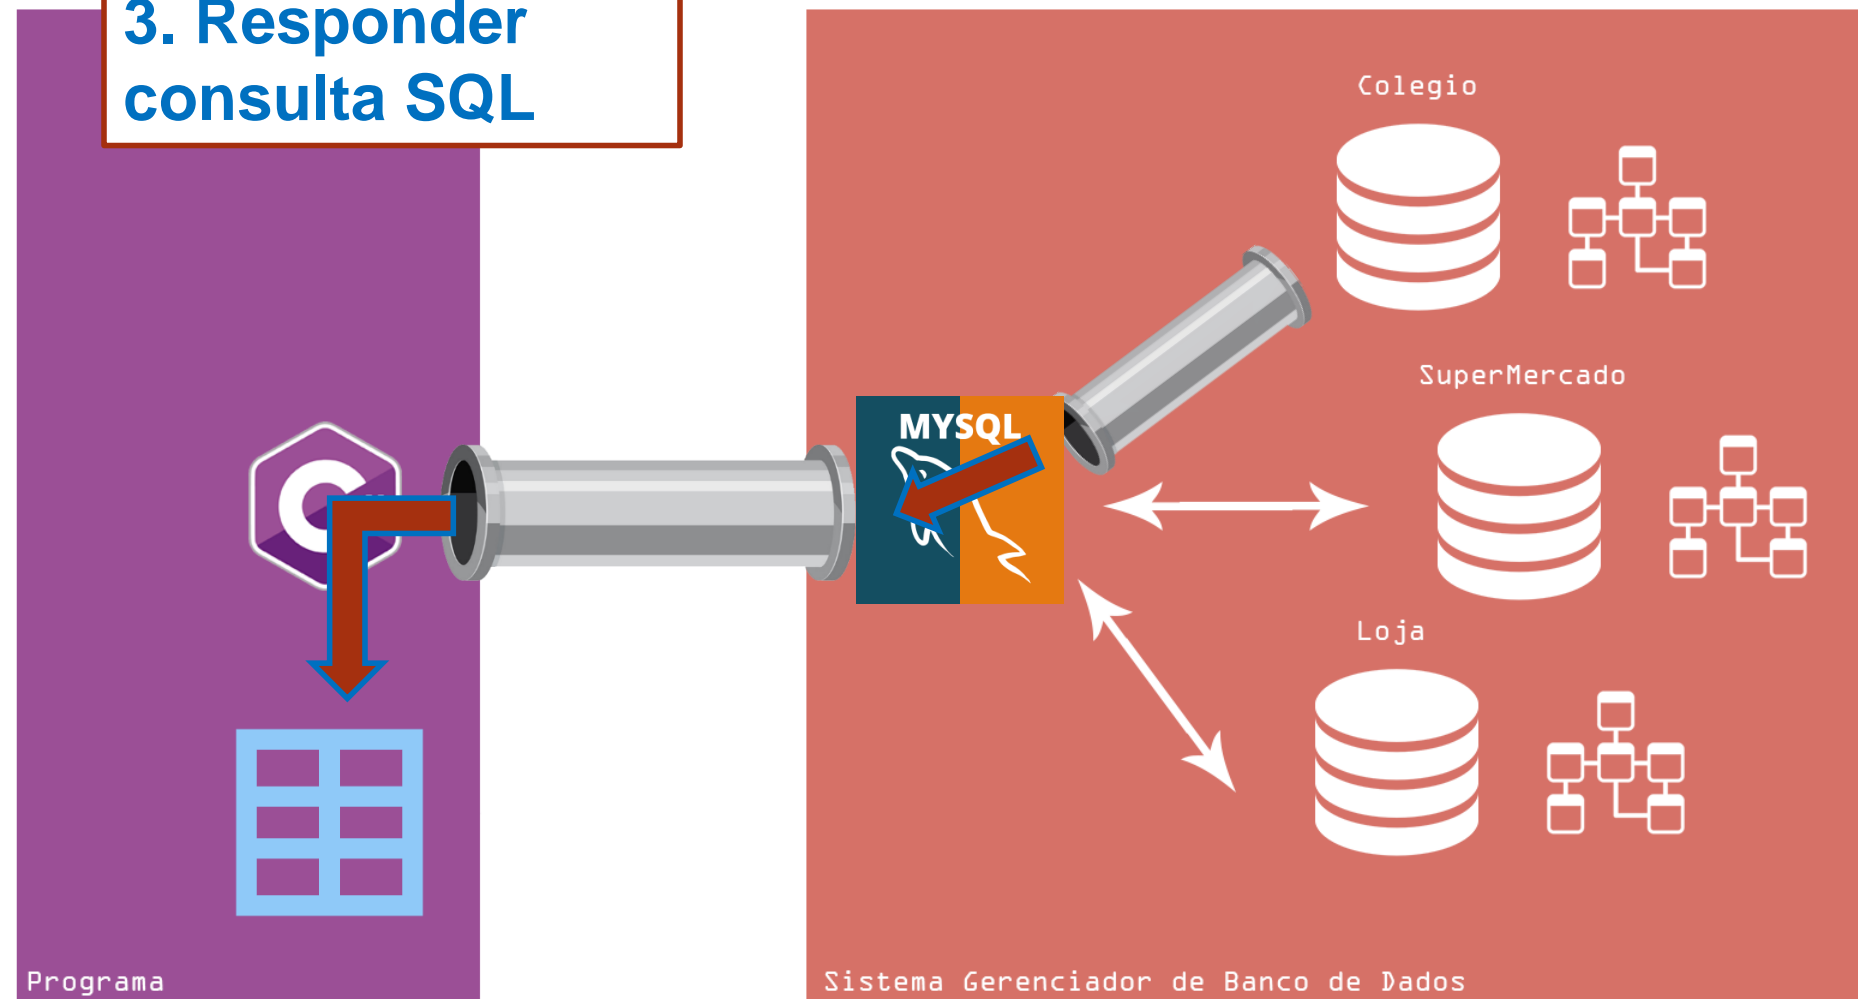 3. Responder
consulta SQL
Colegio
SuperMercado
MYSQL
Loja
Programa
Sistema Gerenciador de Banco de Dados